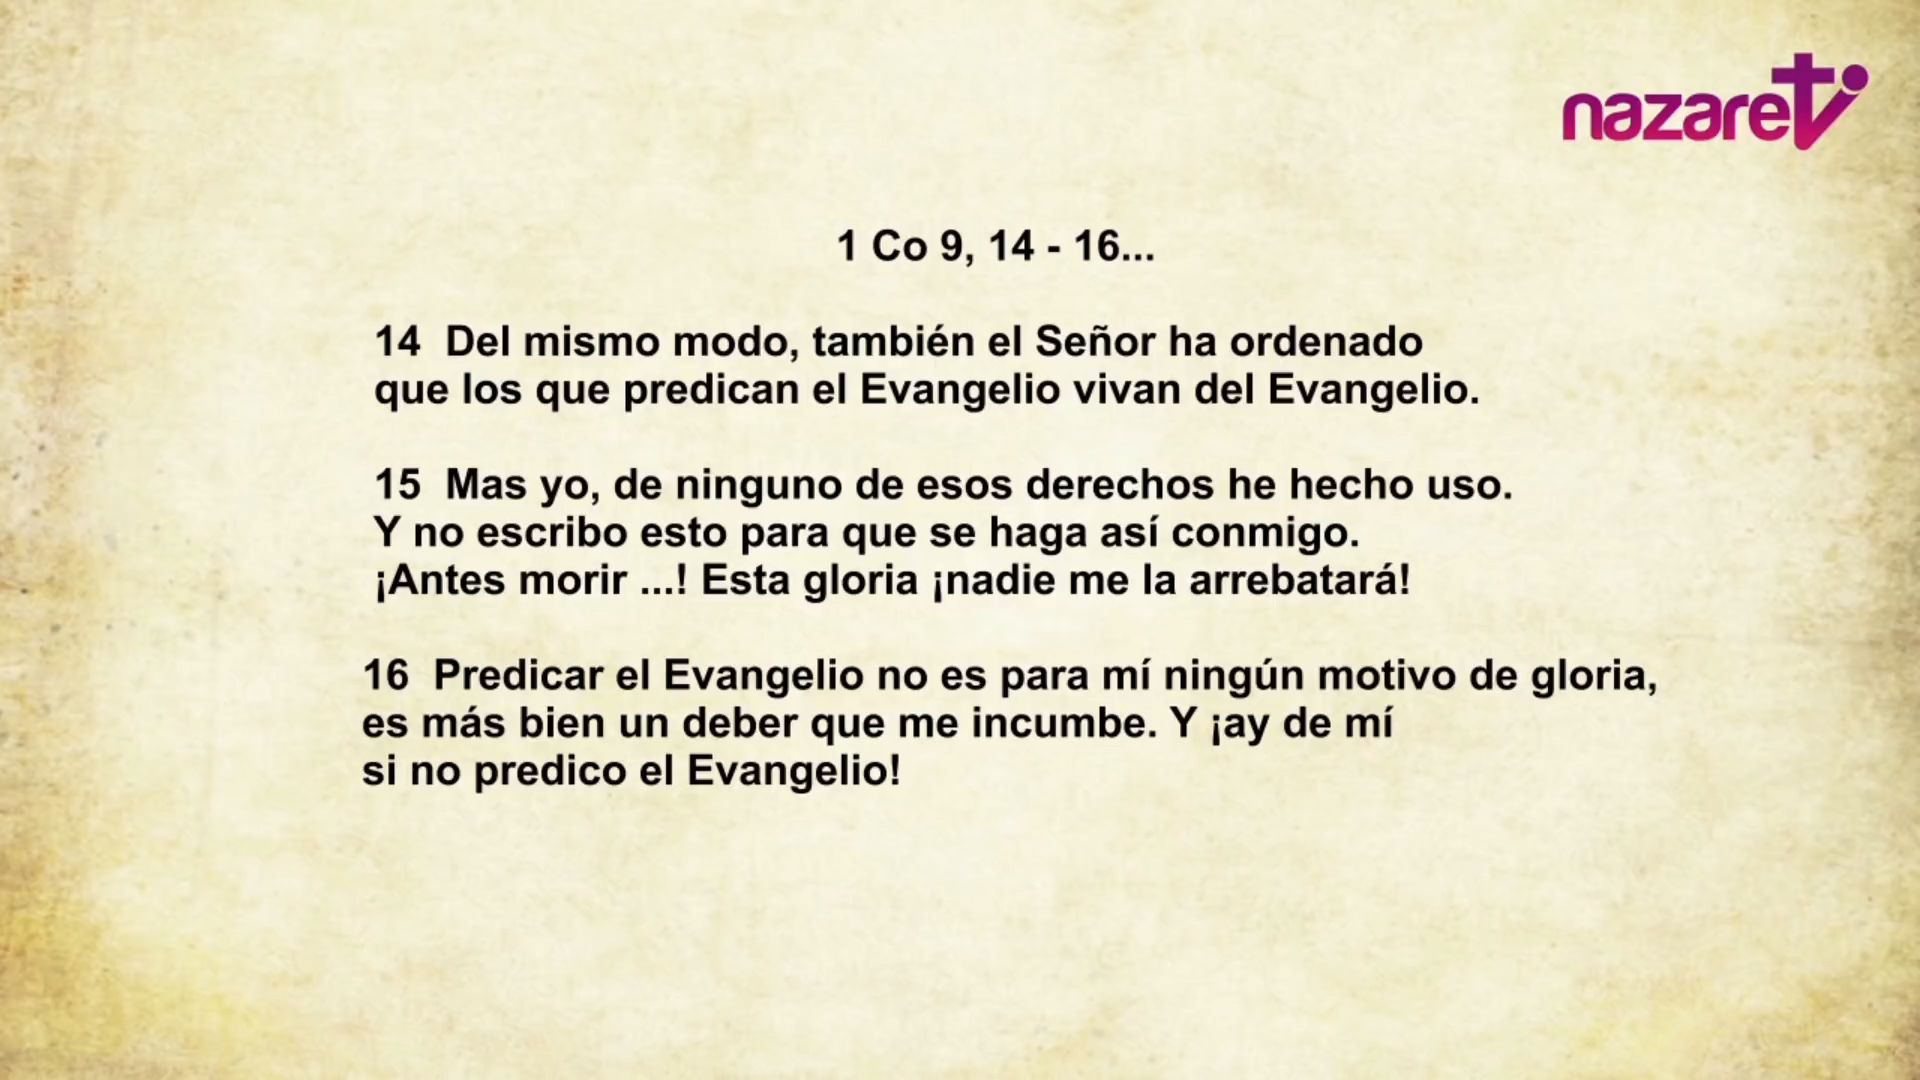 nazaretv
1 Co 9, 14 - 16...
14 Del mismo modo, también el Señor ha ordenado
que los que predican el Evangelio vivan del Evangelio.
15 Mas yo, de ninguno de esos derechos he hecho uso.
Y no escribo esto para que se haga así conmigo.
¡Antes morir ...! Esta gloria ¡nadie me la arrebatará!
16 Predicar el Evangelio no es para mí ningún motivo de gloria,
es más bien un deber que me incumbe. Y ¡ay de mí
si no predico el Evangelio!